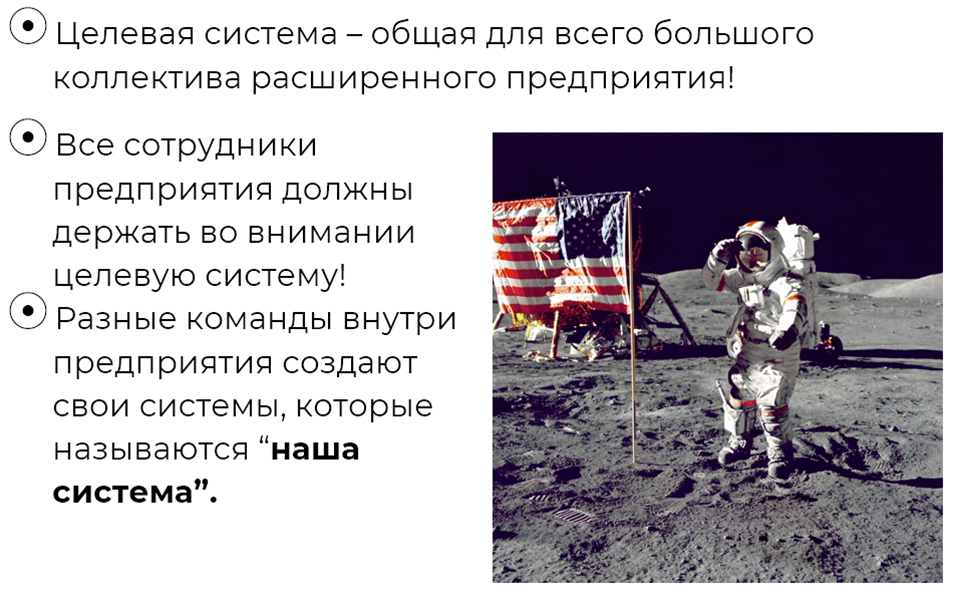 Целевая система – общая для всего большого
коллектива расширенного предприятия!
Все сотрудники
предприятия должны
держать во внимании
целевую систему!
Разные команды внутри
предприятия создают
свои системы, которые
называются “наша
система”.